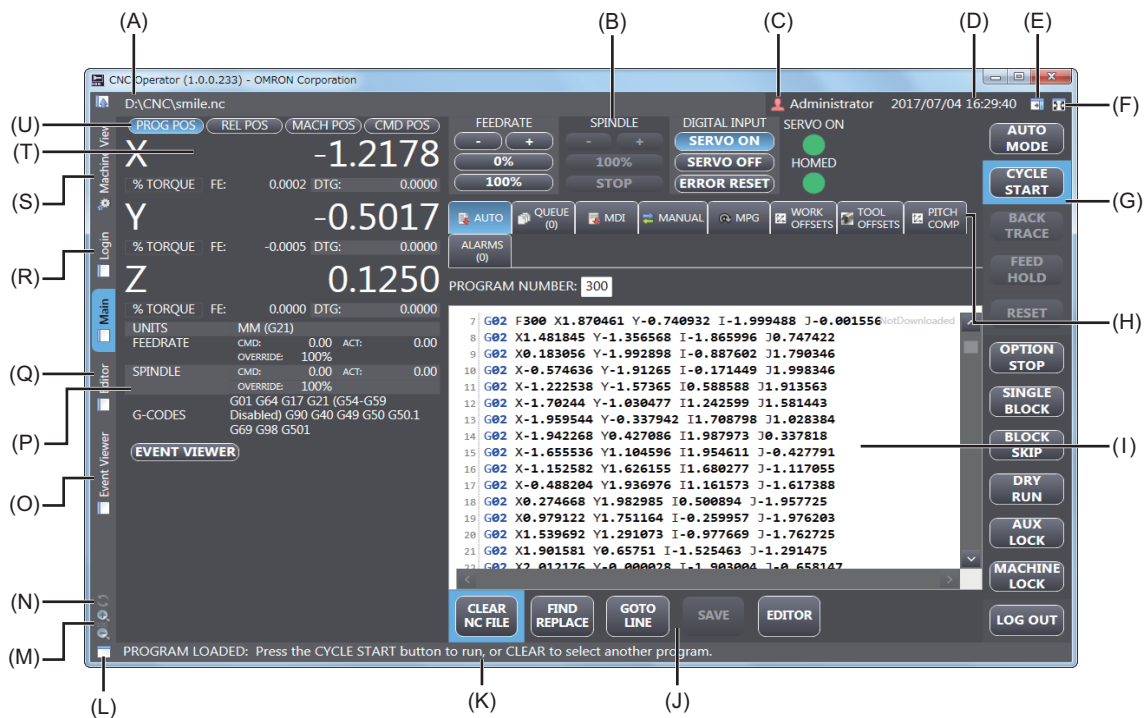 (A)
(B)
(C)
(D)
(E)
CNC Operator (1.0.0.233) - OMRON Corporation
D:\CNC\smile.nc
Administrator 2017/07/04 16:29:40
(F)
(U)
PROG POS REL POS MACH POS CMD POS
(T)
X -1.2178
% TORQUE FE: 0.0002 DTG: 0.0000
Y -0.5017
% TORQUE FE: -0.0005 DTG: 0.0000
Z 0.1250
% TORQUE FE: 0.0000 DTG: 0.0000
UNITS MM (G21)
FEEDRATE CMD: 0.00 ACT: 0.00
OVERRIDE: 100%
SPINDLE CMD: 0.00 ACT: 0.00
OVERRIDE: 100%
G-CODES
G01 G64 G17 G21 (G54-G59
Disabled) G90 G40 G49 G50 G50.1
G69 G98 G501
EVENT VIEWER
Machine View
Login
Main
Editor
Event Viewer
(S)
(R)
(Q)
(P)
(O)
(N)
(M)
(L)
FEEDRATE
- +
0%
100%
SPINDLE
- +
100%
STOP
DIGITAL INPUT
SERVO ON
SERVO OFF
ERROR RESET
SERVO ON
HOMED
AUTO
QUEUE
(0)
MDI
MANUAL
MPG
WORK
OFFSETS
TOOL
OFFSETS
PITCH
COMP
ALARMS
(0)
PROGRAM NUMBER: 300
NotDownloaded
7 G02 F300 X1.870461 Y-0.740932 I-1.999488 J-0.001556
8 G02 X1.481845 Y-1.356568 I-1.865996 J0.747422
9 G02 X0.183056 Y-1.992898 I-0.887602 J1.790346
10 G02 X-0.574636 Y-1.91265 I-0.171449 J1.998346
11 G02 X-1.222538 Y-1.57365 I0.588588 J1.913563
12 G02 X-1.70244 Y-1.030477 I1.242599 J1.581443
13 G02 X-1.959544 Y-0.337942 I1.708798 J1.028384
14 G02 X-1.942268 Y0.427086 I1.987973 J0.337818
15 G02 X-1.655536 Y1.104596 I1.954611 J-0.427791
16 G02 X-1.152582 Y1.626155 I1.680277 J-1.117055
17 G02 X-0.488204 Y1.936976 I1.161573 J-1.617388
18 G02 X0.274668 Y1.982985 I0.500894 J-1.957725
19 G02 X0.979122 Y1.751164 I-0.259957 J-1.976203
20 G02 X1.539692 Y1.291073 I-0.977669 J-1.762725
21 G02 X1.901581 Y0.65751 I-1.525463 J-1.291475
22 G02 X2.012176 Y-0.000028 I-1.903004 J-0.658147
CLEAR
NC FILE
FIND
REPLACE
GOTO
LINE
SAVE
EDITOR
AUTO
MODE
CYCLE
START
BACK
TRACE
FEED
HOLD
RESET
OPTION
STOP
SINGLE
BLOCK
BLOCK
SKIP
DRY
RUN
AUX
LOCK
MACHINE
LOCK
LOG OUT
(G)
(H)
(I)
PROGRAM LOADED: Press the CYCLE START button to run, or CLEAR to select another program.
(K)
(J)